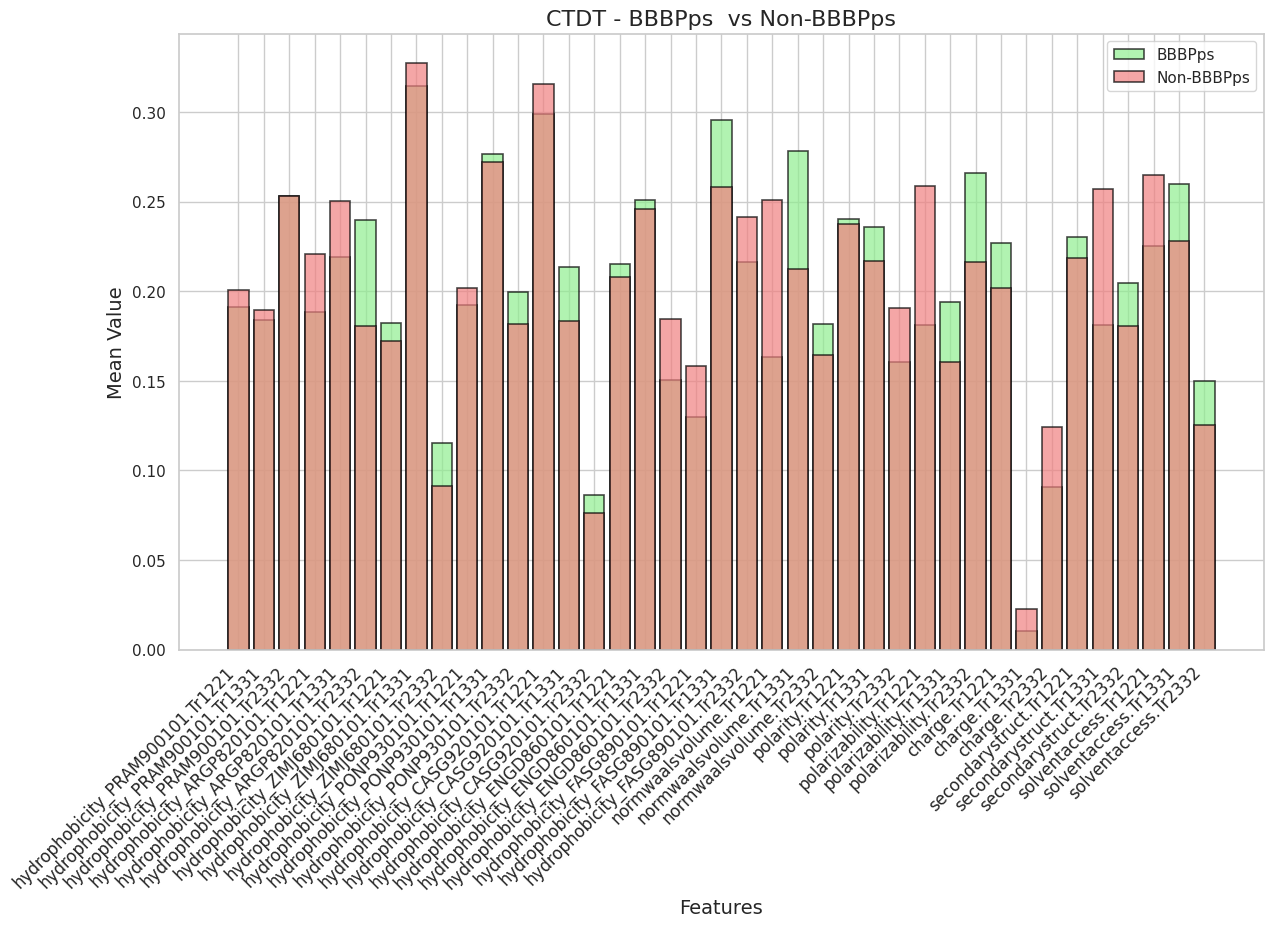 CTDT - BBBPps  vs Non-BBBPps
BBBPps
Non-BBBPps
Mean Value
0.30
0.25
0.20
0.15
0.10
0.05
0.00
hydrophobicity_PRAM900101.Tr1221
hydrophobicity_PRAM900101.Tr1331
hydrophobicity_PRAM900101.Tr2332
hydrophobicity_ARGP820101.Tr1221
hydrophobicity_ARGP820101.Tr1331
hydrophobicity_ARGP820101.Tr2332
hydrophobicity_ZIMJ680101.Tr1221
hydrophobicity_ZIMJ680101.Tr1331
hydrophobicity_ZIMJ680101.Tr2332
hydrophobicity_PONP930101.Tr1221
hydrophobicity_PONP930101.Tr1331
hydrophobicity_PONP930101.Tr2332
hydrophobicity_CASG920101.Tr1221
hydrophobicity_CASG920101.Tr1331
hydrophobicity_CASG920101.Tr2332
hydrophobicity_ENGD860101.Tr1221
hydrophobicity_ENGD860101.Tr1331
hydrophobicity_ENGD860101.Tr2332
hydrophobicity_FASG890101.Tr1221
hydrophobicity_FASG890101.Tr1331
hydrophobicity_FASG890101.Tr2332
normwaalsvolume.Tr1221
normwaalsvolume.Tr1331
normwaalsvolume.Tr2332
polarity.Tr1221
polarity.Tr1331
polarity.Tr2332
polarizability.Tr1221
polarizability.Tr1331
polarizability.Tr2332
charge.Tr1221
charge.Tr1331
charge.Tr2332
secondarystruct.Tr1221
secondarystruct.Tr1331
secondarystruct.Tr2332
solventaccess.Tr1221
solventaccess.Tr1331
solventaccess.Tr2332
Features